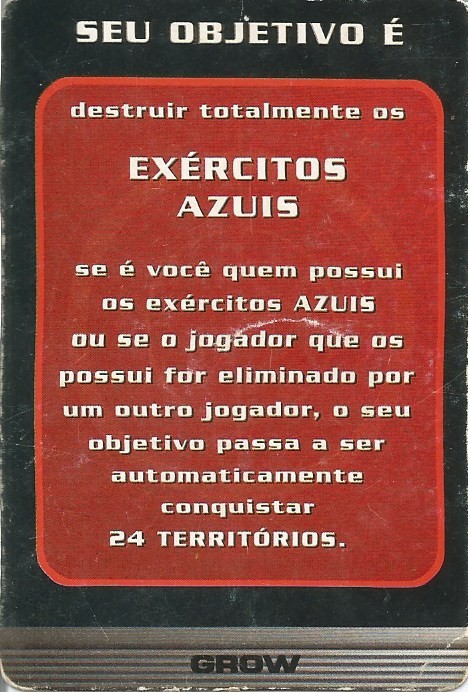 SEU OBJETIVO É
destruir totalmente os
EXÉRCITOS
AZUIS
se é você quem possui
os exércitos AZUIS
ou se o jogador que os
possui for eliminado por
um outro jogador, o seu
objetivo passa a ser
automaticamente
conquistar
24 TERRITÓRIOS.
GROW